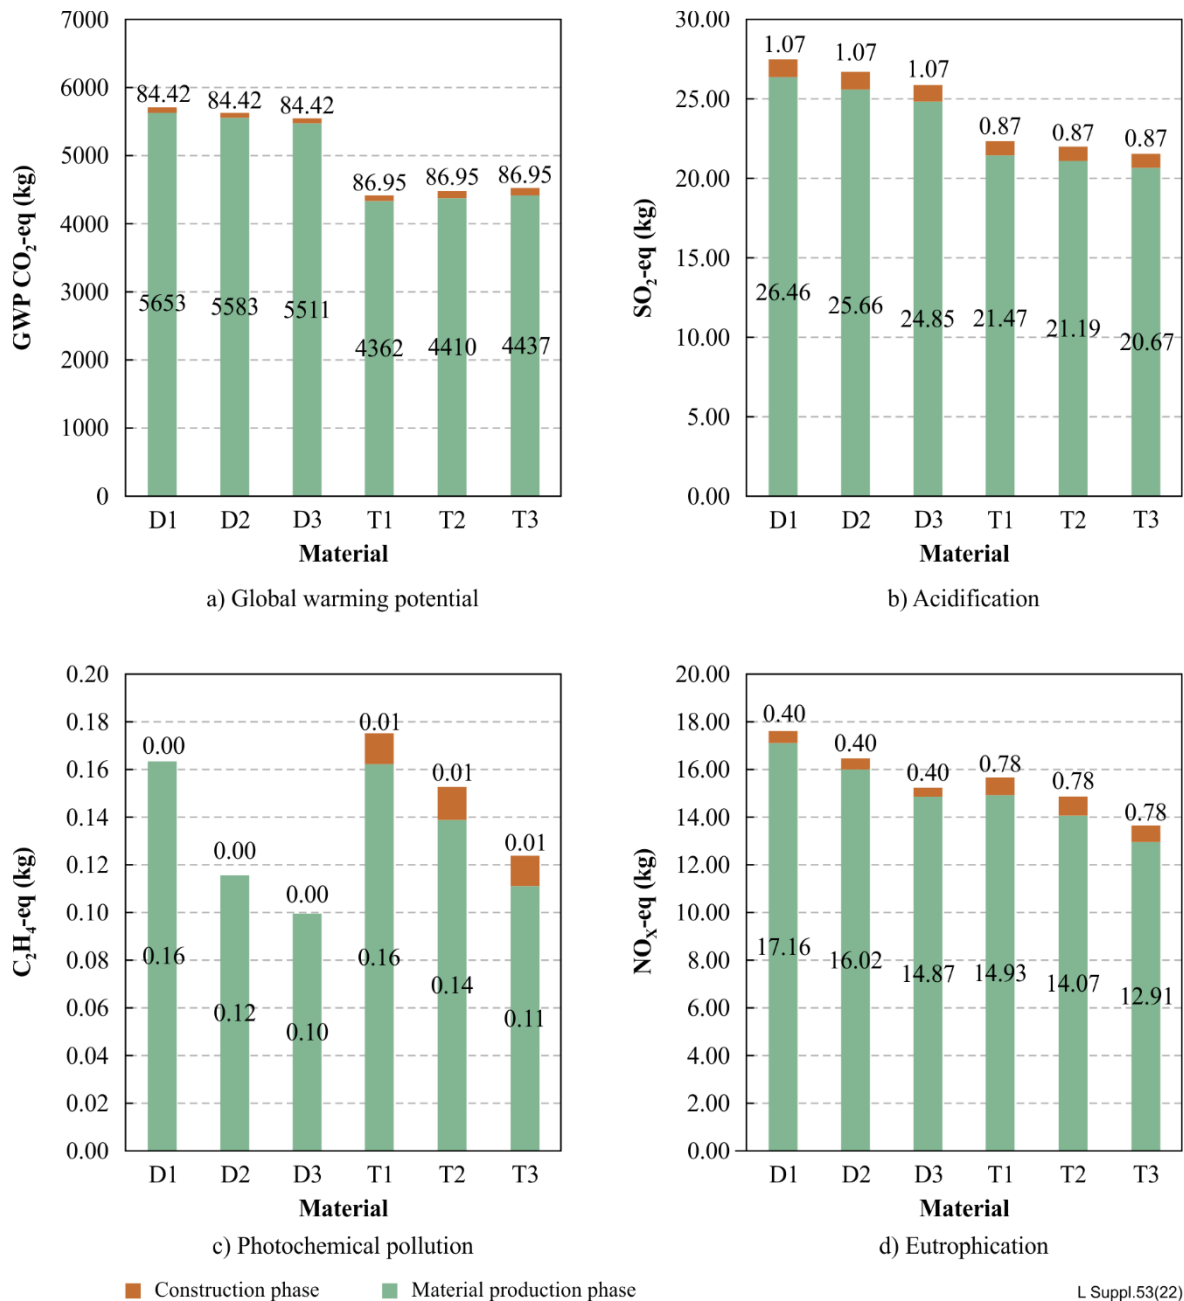 7000
6000
5000
4000
3000
2000
1000
0
GWP CO₂-eq (kg)
84.42 84.42 84.42 86.95 86.95 86.95
5653 5583 5511 4362 4410 4437
D1 D2 D3 T1 T2 T3
Material
a) Global warming potential
30.00
25.00
20.00
15.00
10.00
5.00
0.00
SO₂-eq (kg)
1.07 1.07 1.07 0.87 0.87 0.87
26.46 25.66 24.85 21.47 21.19 20.67
D1 D2 D3 T1 T2 T3
Material
b) Acidification
0.20
0.18
0.16
0.14
0.12
0.10
0.08
0.06
0.04
0.02
0.00
C₂H₄-eq (kg)
0.00 0.00 0.00 0.01 0.01 0.01
0.16 0.12 0.10 0.16 0.14 0.11
D1 D2 D3 T1 T2 T3
Material
c) Photochemical pollution
20.00
18.00
16.00
14.00
12.00
10.00
8.00
6.00
4.00
2.00
0.00
NOₓ-eq (kg)
0.40 0.40 0.40 0.78 0.78 0.78
17.16 16.02 14.87 14.93 14.07 12.91
D1 D2 D3 T1 T2 T3
Material
d) Eutrophication
Construction phase
Material production phase
L Suppl.53(22)